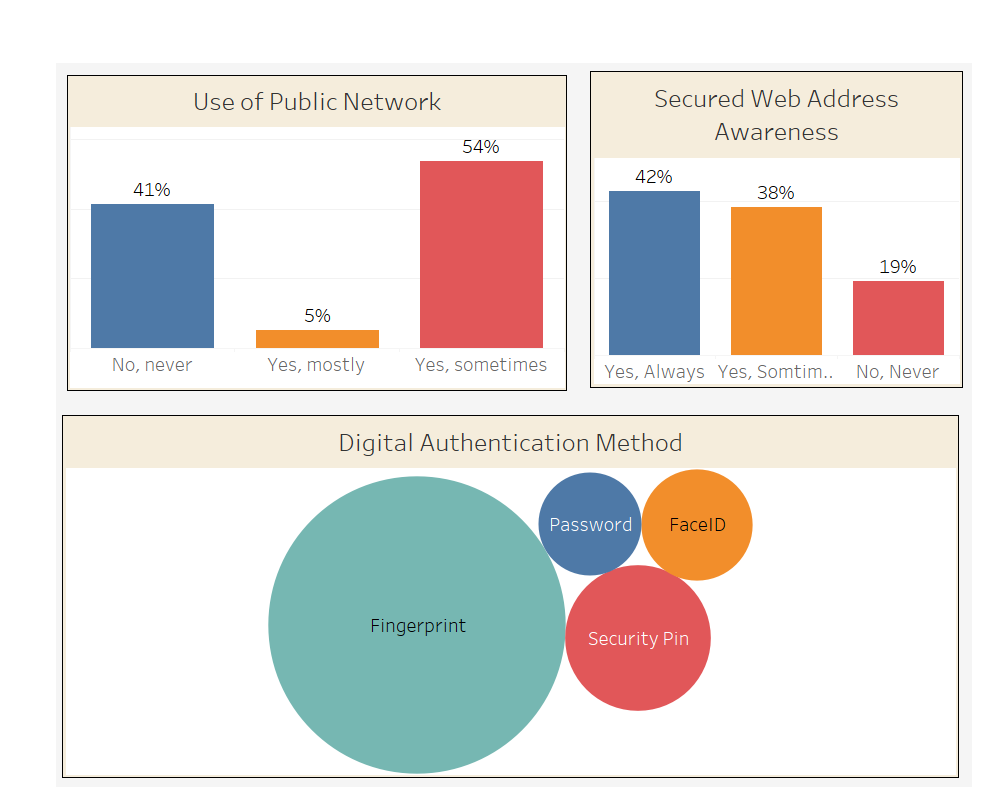 Use of Public Network
41%
5%
54%
No, never
Yes, mostly
Yes, sometimes
Secured Web Address
Awareness
42%
38%
19%
Yes, Always
Yes, Somtim..
No, Never
Digital Authentication Method
Password
FaceID
Fingerprint
Security Pin